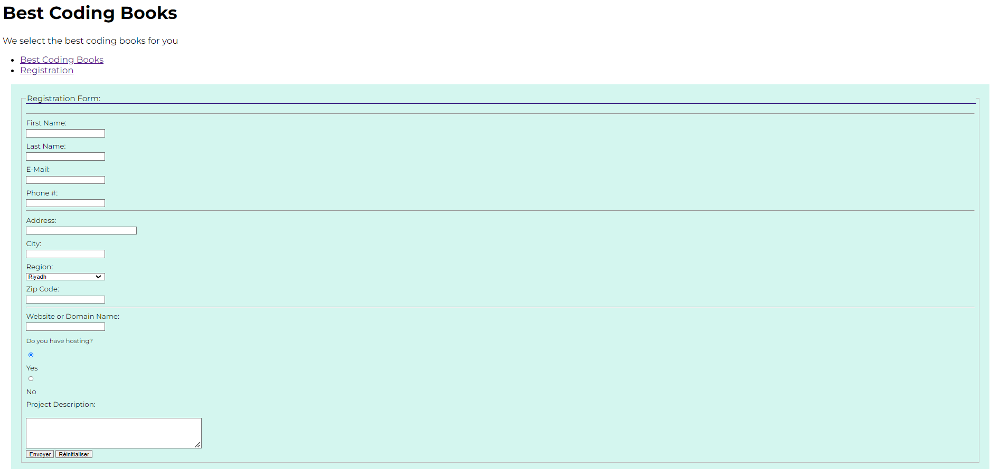 Best Coding Books
We select the best coding books for you
Best Coding Books
Registration
Registration Form:
First Name:
Last Name:
E-Mail:
Phone #:
Address:
City:
Region:
Riyadh
Zip Code:
Website or Domain Name:
Do you have hosting?
Yes
No
Project Description:
Envoyer Réinitialiser